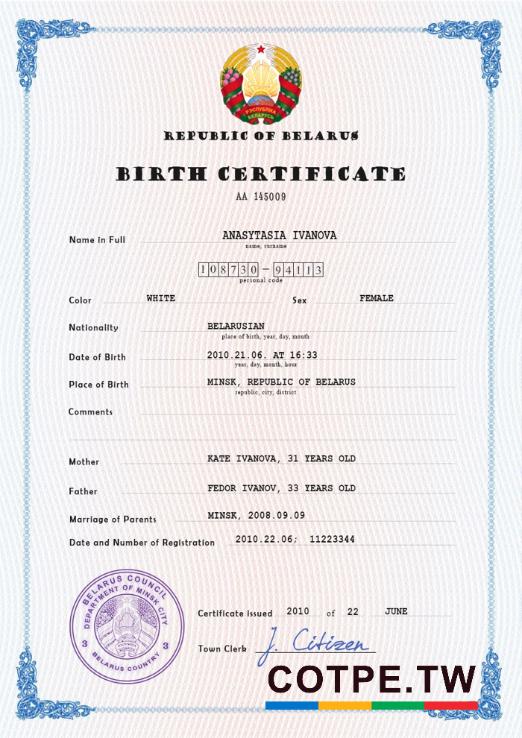 РЭСПУБЛІКА
БЕЛАРУСЬ
REPUBLIC OF BELARUS
BIRTH CERTIFICATE
AA 145009
Name in Full ANASYTASIA IVANOVA
name, surname
108730-94113
personal code
Color WHITE Sex FEMALE
Nationality BELARUSIAN
place of birth, year, day, month
Date of Birth 2010.21.06. AT 16:33
year, day, month, hour
Place of Birth MINSK, REPUBLIC OF BELARUS
republic, city, district
Comments
Mother KATE IVANOVA, 31 YEARS OLD
Father FEDOR IVANOV, 33 YEARS OLD
Marriage of Parents MINSK, 2008.09.09
Date and Number of Registration 2010.22.06; 11223344
BELARUS COUNCIL
DEPARTMENT OF MINSK CITY
3 3
BELARUS COUNTRY
Certificate issued 2010 of 22 JUNE
Town Clerk J. Citizen
COTPE.TW